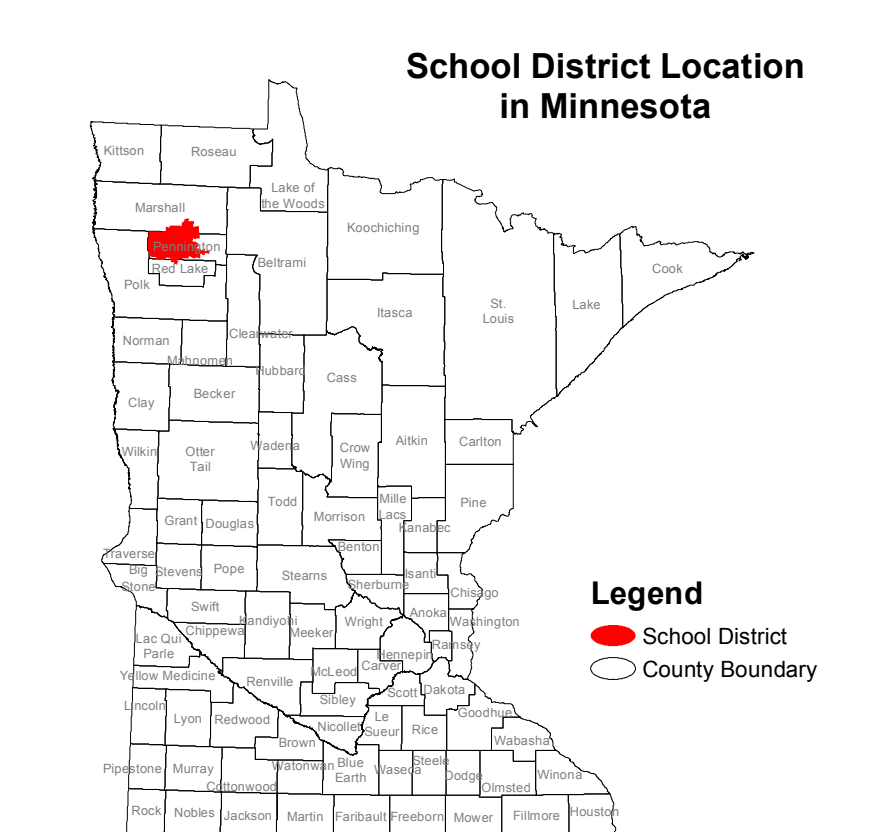 School District Location
in Minnesota
Kittson
Roseau
Lake of
the Woods
Marshall
Koochiching
Pennington
Beltrami
Red Lake
Cook
Polk
St.
Louis
Lake
Itasca
Norman
Clearwater
Mahnomen
Hubbard
Cass
Becker
Clay
Wilkin
Otter
Tail
Wadena
Crow
Wing
Aitkin
Carlton
Todd
Mille
Lacs
Pine
Grant
Douglas
Morrison
Kanabec
Traverse
Benton
Big
Stone
Stevens
Pope
Stearns
Isanti
Sherburne
Chisago
Swift
Kandiyohi
Meeker
Wright
Anoka
Washington
Chippewa
Lac Qui
Parle
Ramsey
Hennepin
Yellow Medicine
Renville
McLeod
Carver
Scott
Dakota
Sibley
Lincoln
Lyon
Redwood
Nicollet
Le
Sueur
Rice
Goodhue
Wabasha
Brown
Pipestone
Murray
Cottonwood
Watonwan
Blue
Earth
Waseca
Steele
Dodge
Olmsted
Winona
Rock
Nobles
Jackson
Martin
Faribault
Freeborn
Mower
Fillmore
Houston
Legend
School District
County Boundary